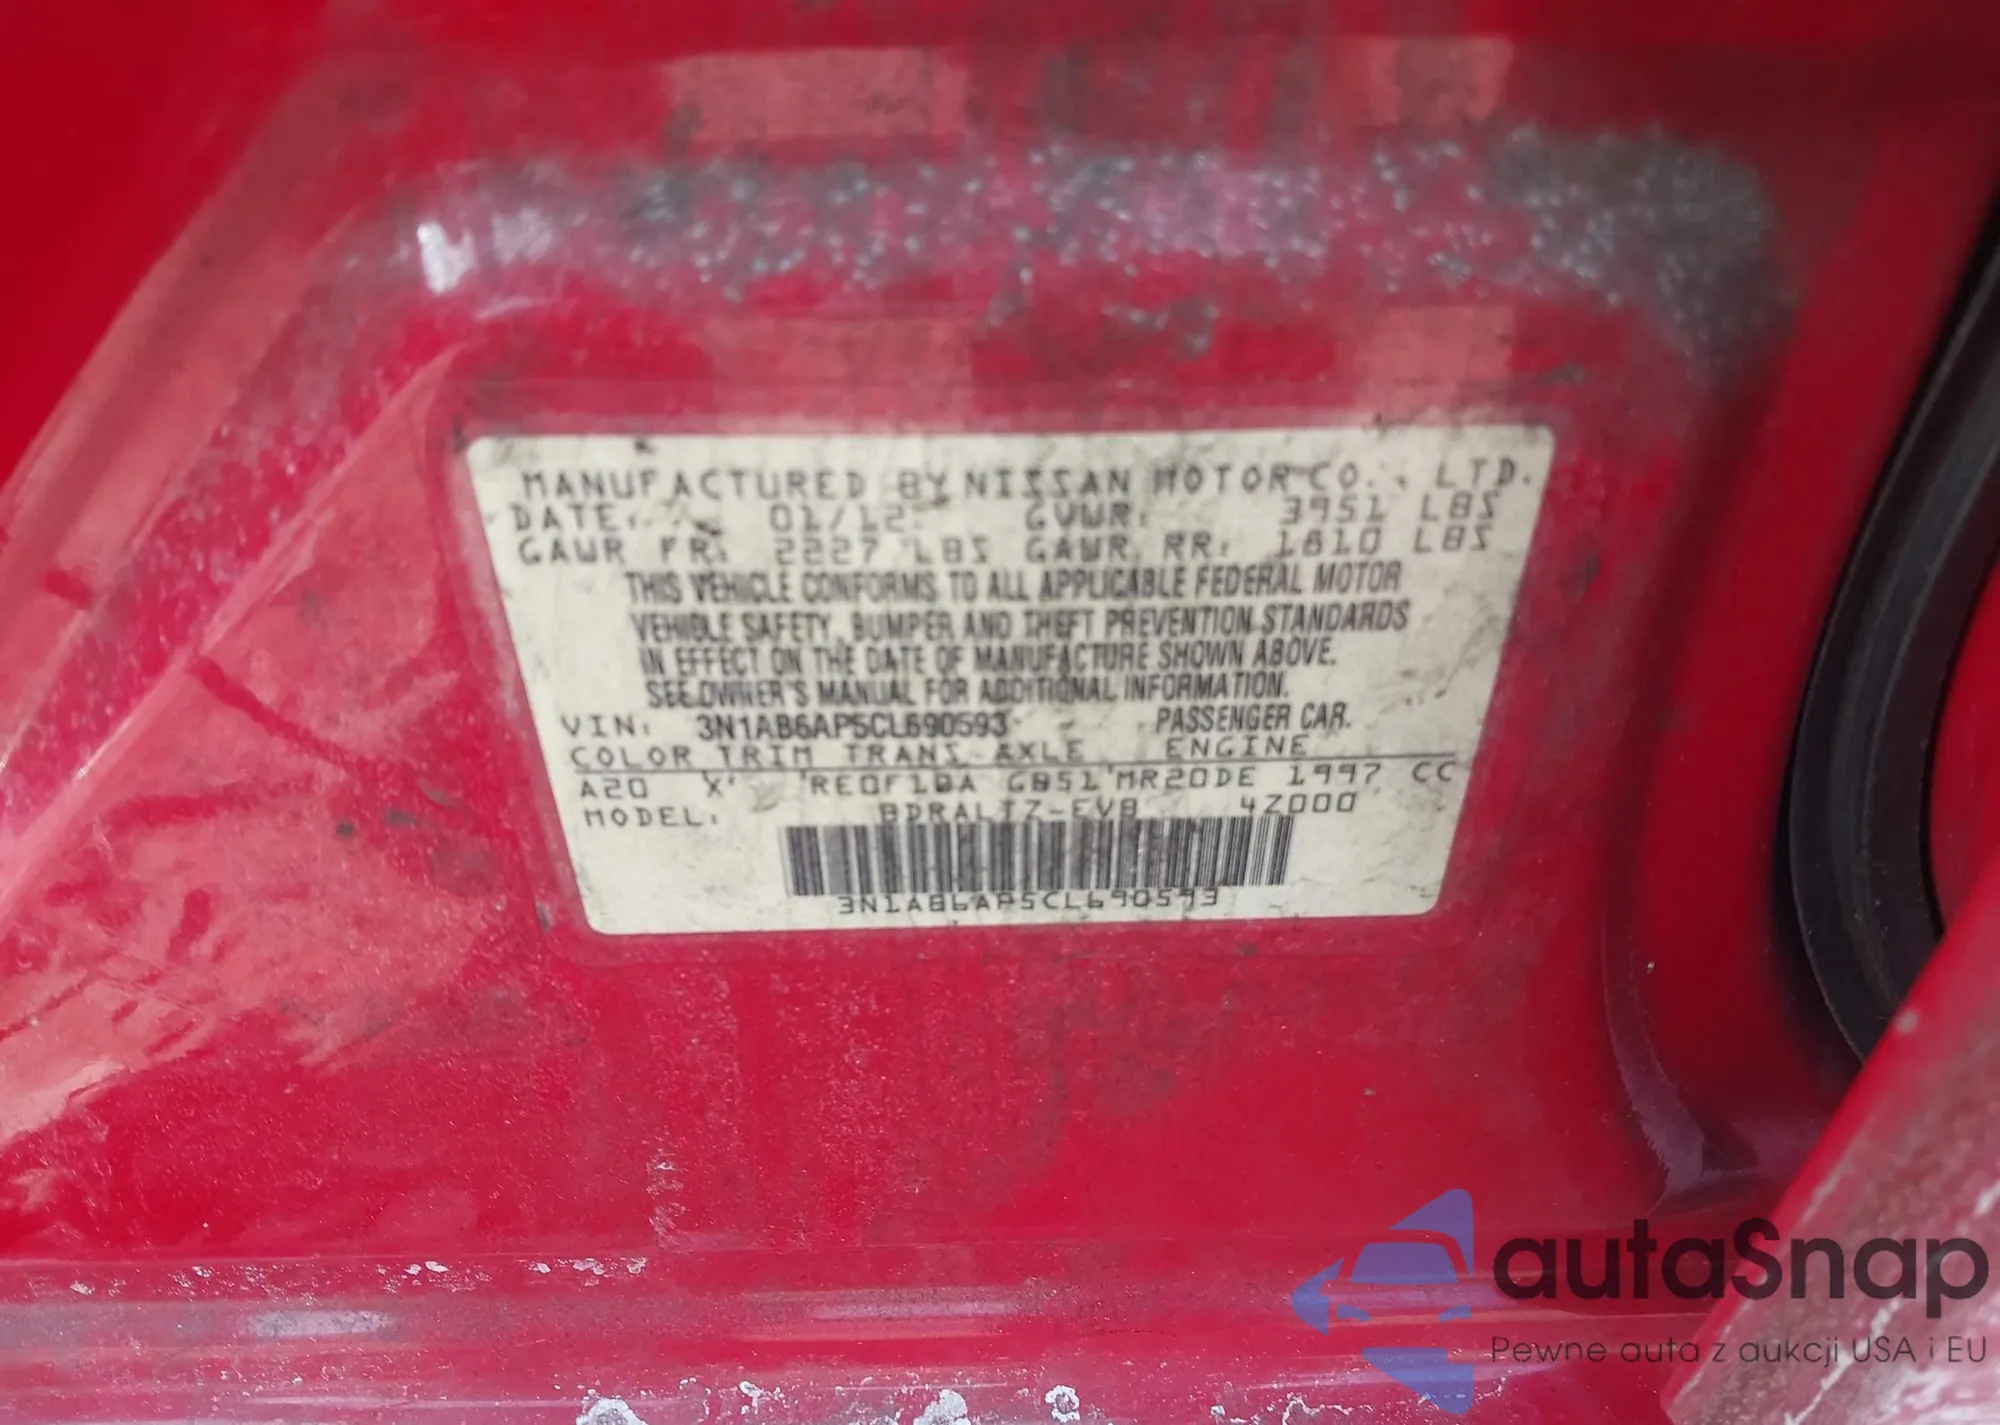 MANUFACTURED BY NISSAN MOTOR CO., LTD.
DATE: 01/12 GVWR: 3951 LBS
GAWR FR: 2227 LBS GAWR RR: 1810 LBS
THIS VEHICLE CONFORMS TO ALL APPLICABLE FEDERAL MOTOR
VEHICLE SAFETY, BUMPER AND THEFT PREVENTION STANDARDS
IN EFFECT ON THE DATE OF MANUFACTURE SHOWN ABOVE.
SEE OWNER'S MANUAL FOR ADDITIONAL INFORMATION.
VIN: 3N1AB6AP5CL690593 PASSENGER CAR.
COLOR TRIM TRANS AXLE ENGINE
A20 X RE0F10A GB51 MR20DE 1997 CC
MODEL: BDRALTZ-EVB 4Z000
3N1AB6AP5CL690593
autaSnap
Pewne auta z aukcji USA i EU